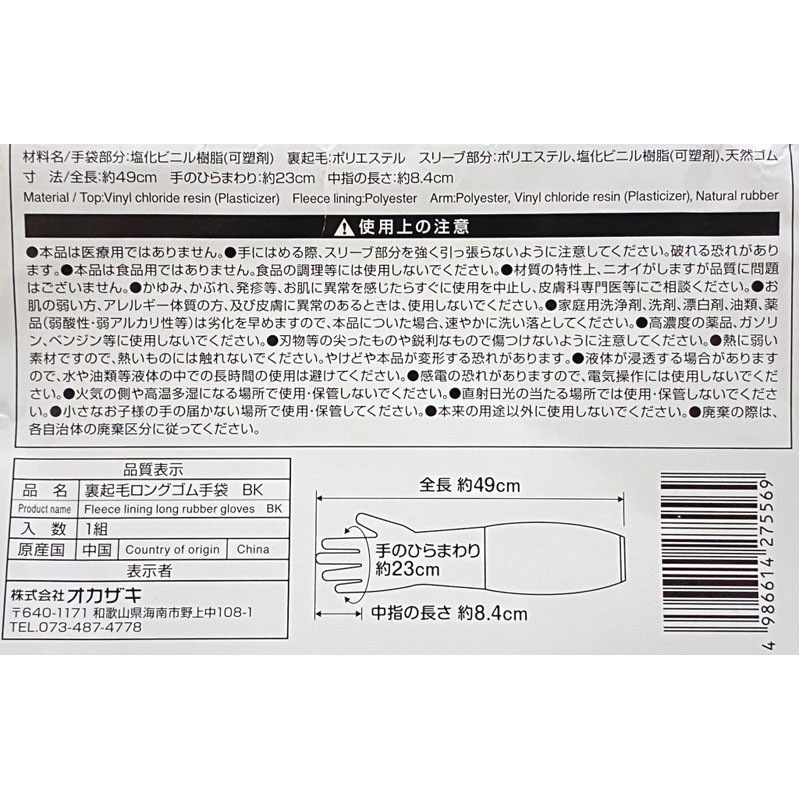 材料名/手袋部分:塩化ビニル樹脂(可塑剤) 裏起毛:ポリエステル スリーブ部分:ポリエステル、塩化ビニル樹脂(可塑剤)、天然ゴム
寸 法/全長:約49cm 手のひらまわり:約23cm 中指の長さ:約8.4cm
Material / Top:Vinyl chloride resin (Plasticizer) Fleece lining:Polyester Arm:Polyester, Vinyl chloride resin (Plasticizer), Natural rubber
⚠使用上の注意
●本品は医療用ではありません。●手にはめる際、スリーブ部分を強く引っ張らないように注意してください。破れる恐れがあり
ます。●本品は食品用ではありません。食品の調理等には使用しないでください。●材質の特性上、ニオイがしますが品質に問題
はございません。●かゆみ、かぶれ、発疹等、お肌に異常を感じたらすぐに使用を中止し、皮膚科専門医等にご相談ください。●お
肌の弱い方、アレルギー体質の方、及び皮膚に異常のあるときは、使用しないでください。●家庭用洗浄剤、洗剤、漂白剤、油類、薬
品(弱酸性・弱アルカリ性等)は劣化を早めますので、本品についた場合、速やかに洗い落としてください。●高濃度の薬品、ガソリ
ン、ベンジン等に使用しないでください。●刃物等の尖ったものや鋭利なもので傷つけないように注意してください。●熱に弱い
素材ですので、熱いものには触れないでください。やけどや本品が変形する恐れがあります。●液体が浸透する場合があります
ので、水や油類等液体の中での長時間の使用は避けてください。●感電の恐れがありますので、電気操作には使用しないでくだ
さい。●火気の側や高温多湿になる場所で使用・保管しないでください。●直射日光の当たる場所では使用・保管しないでください。
●小さなお子様の手の届かない場所で使用・保管してください。●本来の用途以外に使用しないでください。●廃棄の際は、
各自治体の廃棄区分に従ってください。
品質表示
品 名 裏起毛ロングゴム手袋 BK
Product name Fleece lining long rubber gloves BK
入 数 1組
原産国 中国 Country of origin China
表示者
株式会社オカザキ
〒640-1171 和歌山県海南市野上中108-1
TEL.073-487-4778
全長 約49cm
手のひらまわり
約23cm
中指の長さ 約8.4cm
4 986614 275569